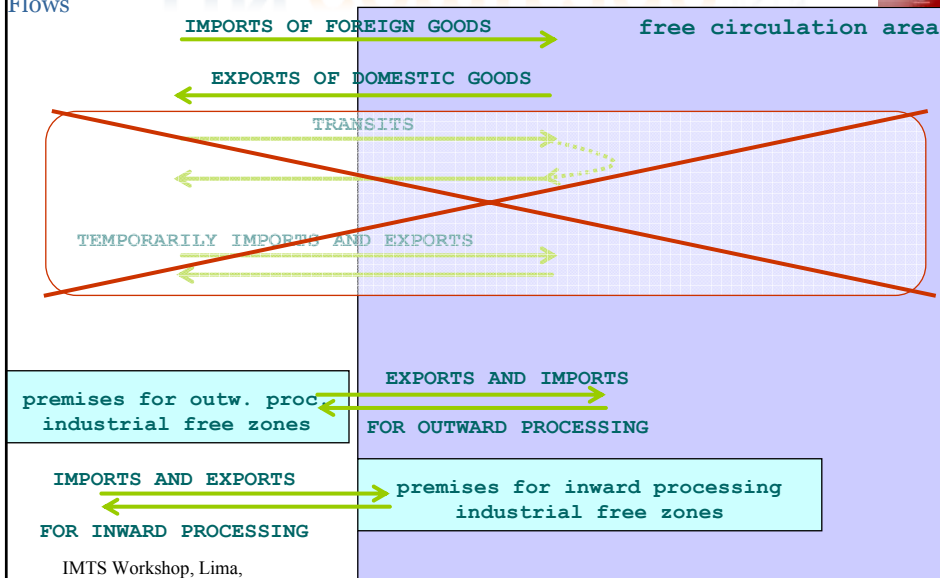 Flows
IMPORTS OF FOREIGN GOODS
free circulation area
EXPORTS OF DOMESTIC GOODS
TRANSITS
TEMPORARILY IMPORTS AND EXPORTS
EXPORTS AND IMPORTS
premises for outw. proc.
industrial free zones
FOR OUTWARD PROCESSING
IMPORTS AND EXPORTS
premises for inward processing
industrial free zones
FOR INWARD PROCESSING
IMTS Workshop, Lima,